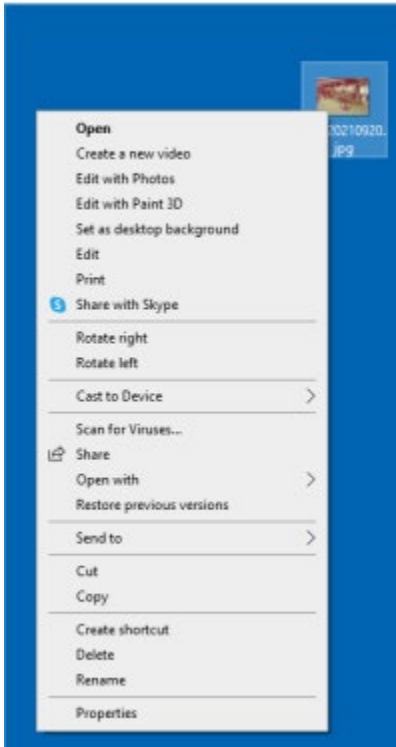 20210920.
jpg
Open
Create a new video
Edit with Photos
Edit with Paint 3D
Set as desktop background
Edit
Print
Share with Skype
Rotate right
Rotate left
Cast to Device
Scan for Viruses...
Share
Open with
Restore previous versions
Send to
Cut
Copy
Create shortcut
Delete
Rename
Properties